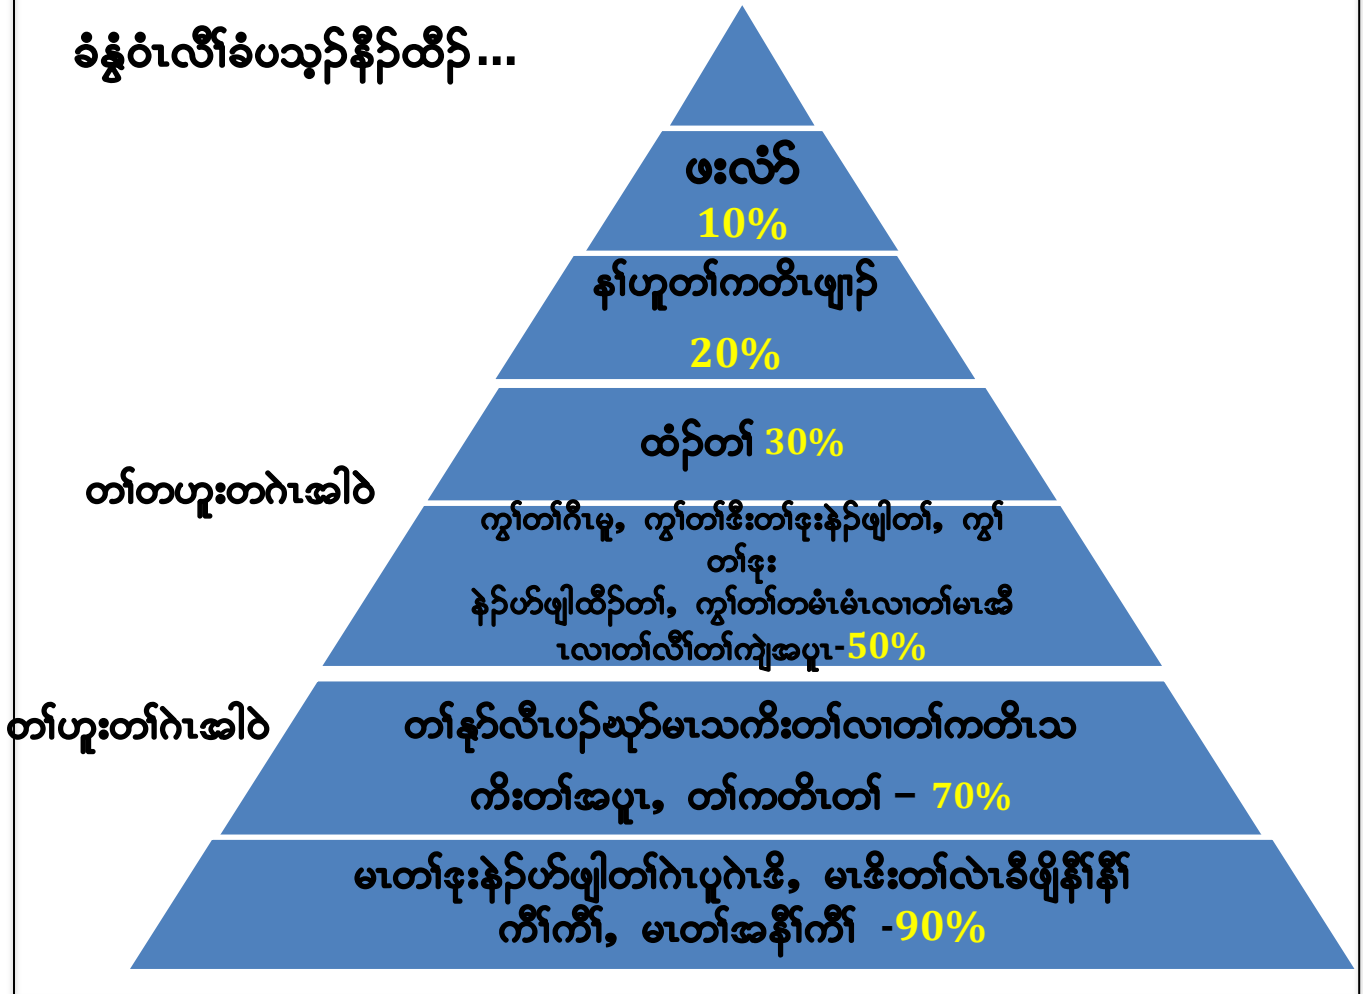 ခံနွံဝံၤလီၢ်ခံပသ့ၣ်နီၣ်ထီၣ်...
ဖးလံာ်
10%
နၢ်ဟူတၢ်ကတိၤဖျၢၣ်
20%
ထံၣ်တၢ် 30%
တၢ်တဟူးတဂဲၤအါဝဲ
ကွၢ်တၢ်ဂီၤမူ, ကွၢ်တၢ်ဒီးတၢ်ဒုးနဲၣ်ဖျါတၢ်, ကွၢ်
တၢ်ဒုး
နဲၣ်ဟ်ဖျါထီၣ်တၢ်, ကွၢ်တၢ်တမံၤမံၤလၢတၢ်မၤအီ
ၤလၢတၢ်လီၢ်တၢ်ကျဲအပူၤ-50%
တၢ်ဟူးတၢ်ဂဲၤအါဝဲ
တၢ်နုာ်လီၤပၣ်ဃုာ်မၤသကိးတၢ်လၢတၢ်ကတိၤသ
ကိးတၢ်အပူၤ, တၢ်ကတိၤတၢ် – 70%
မၤတၢ်ဒုးနဲၣ်ဟ်ဖျါတၢ်ဂဲၤပူဂဲၤဒိ, မၤဒိးတၢ်လဲၤခီဖျိနီၢ်နီၢ်
ကီၢ်ကီၢ်, မၤတၢ်အနီၢ်ကီၢ် -90%